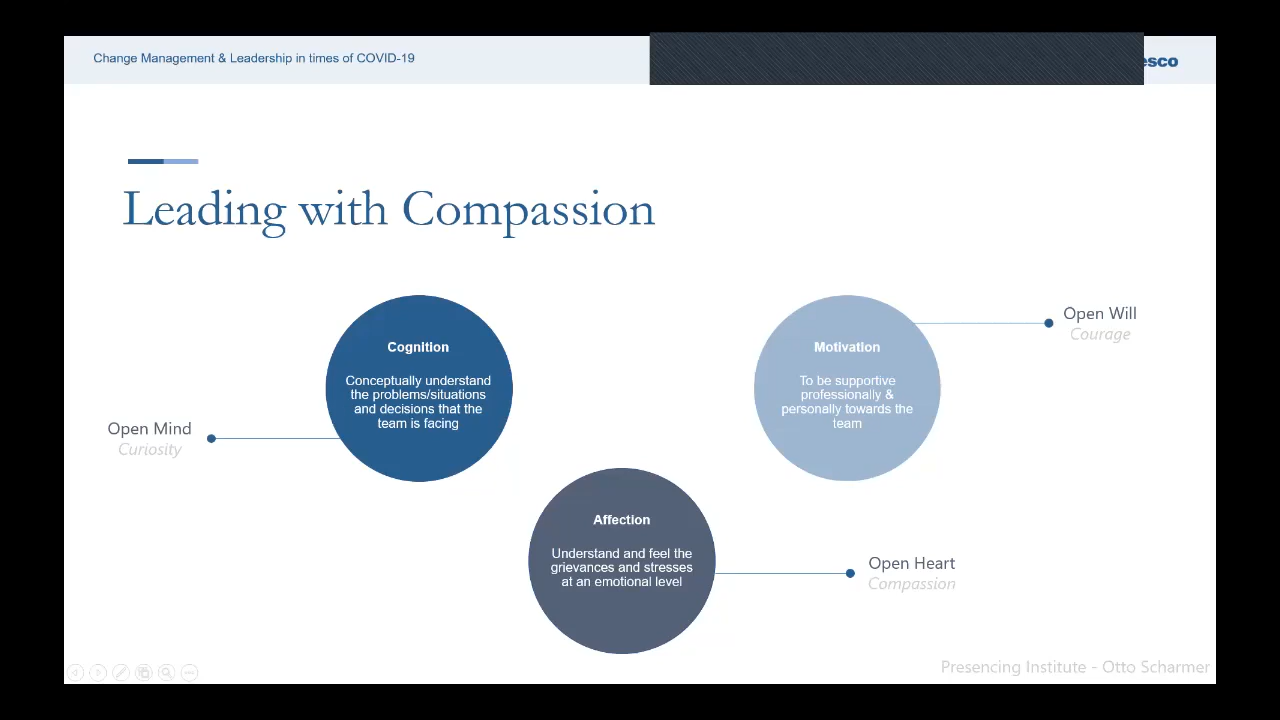 Change Management & Leadership in times of COVID-19
esco
Leading with Compassion
Cognition
Conceptually understand
the problems/situations
and decisions that the
team is facing
Open Mind
Curiosity
Motivation
To be supportive
professionally &
personally towards the
team
Open Will
Courage
Affection
Understand and feel the
grievances and stresses
at an emotional level
Open Heart
Compassion
Presencing Institute - Otto Scharmer